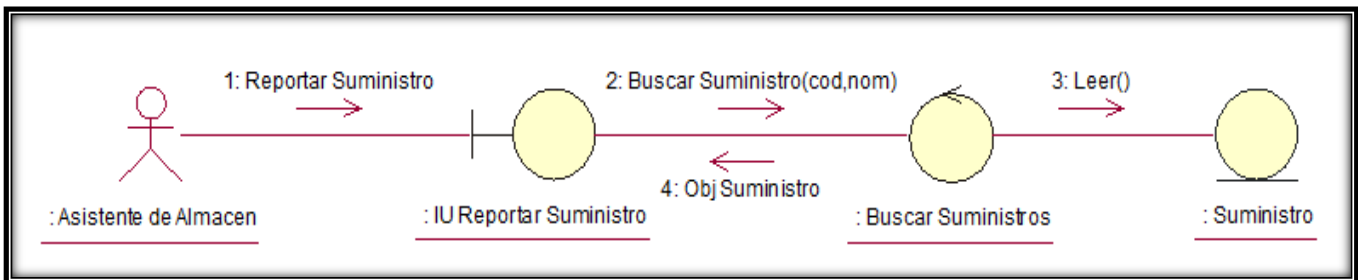 1: Reportar Suministro
2: Buscar Suministro(cod,nom)
3: Leer()
4: Obj Suministro
: Asistente de Almacen
: IU Reportar Suministro
: Buscar Suministros
: Suministro